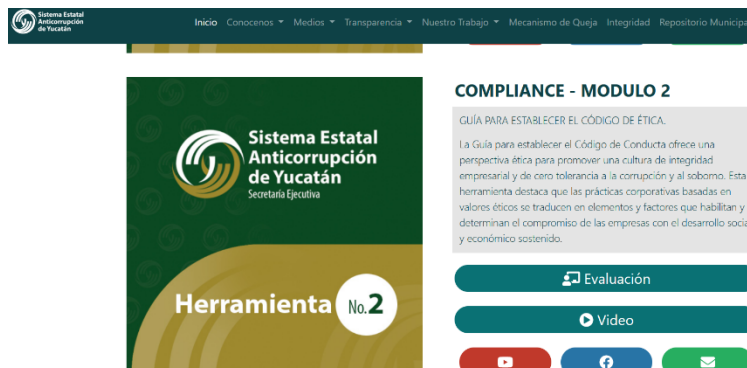 Sistema Estatal
Anticorrupción
de Yucatán
Inicio Conocenos Medios Transparencia Nuestro Trabajo Mecanismo de Queja Integridad Repositorio Municipa
Sistema Estatal
Anticorrupción
de Yucatán
Secretaría Ejecutiva
Herramienta No.2
COMPLIANCE - MODULO 2
GUÍA PARA ESTABLECER EL CÓDIGO DE ÉTICA.
La Guía para establecer el Código de Conducta ofrece una
perspectiva ética para promover una cultura de integridad
empresarial y de cero tolerancia a la corrupción y al soborno. Esta
herramienta destaca que las prácticas corporativas basadas en
valores éticos se traducen en elementos y factores que habilitan y
determinan el compromiso de las empresas con el desarrollo socia
y económico sostenido.
Evaluación
Video